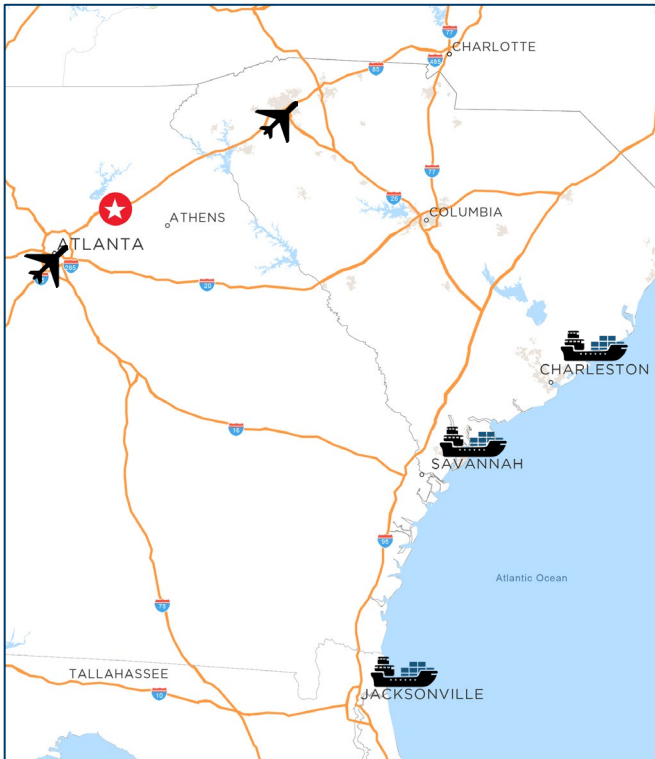 77
CHARLOTTE
485
85
77
26
ATHENS
COLUMBIA
ATLANTA
285
20
CHARLESTON
16
SAVANNAH
95
Atlantic Ocean
75
TALLAHASSEE
10
JACKSONVILLE